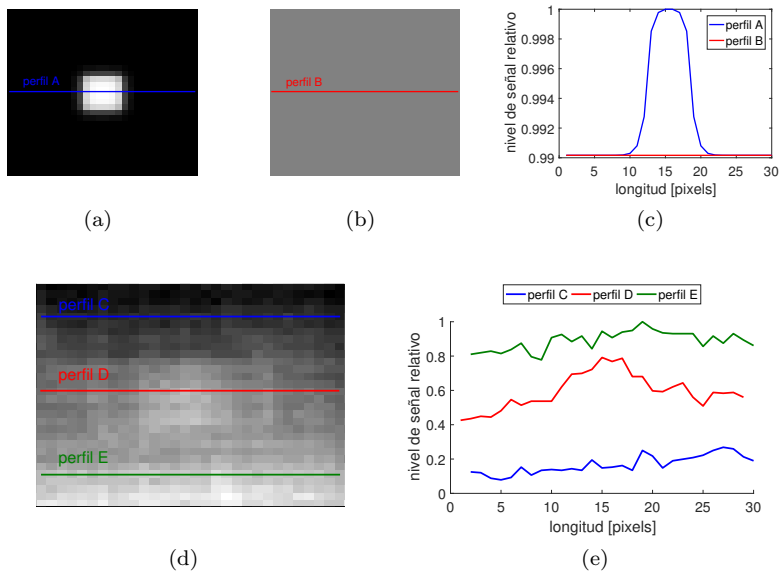 perfil A
(a)
perfil B
(b)
nivel de señal relativo
1
0.998
0.996
0.994
0.992
0.99
0 5 10 15 20 25 30
longitud [pixels]
perfil A
perfil B
(c)
perfil C
perfil D
perfil E
(d)
perfil C perfil D perfil E
nivel de señal relativo
1
0.8
0.6
0.4
0.2
0
0 5 10 15 20 25 30
longitud [pixels]
(e)